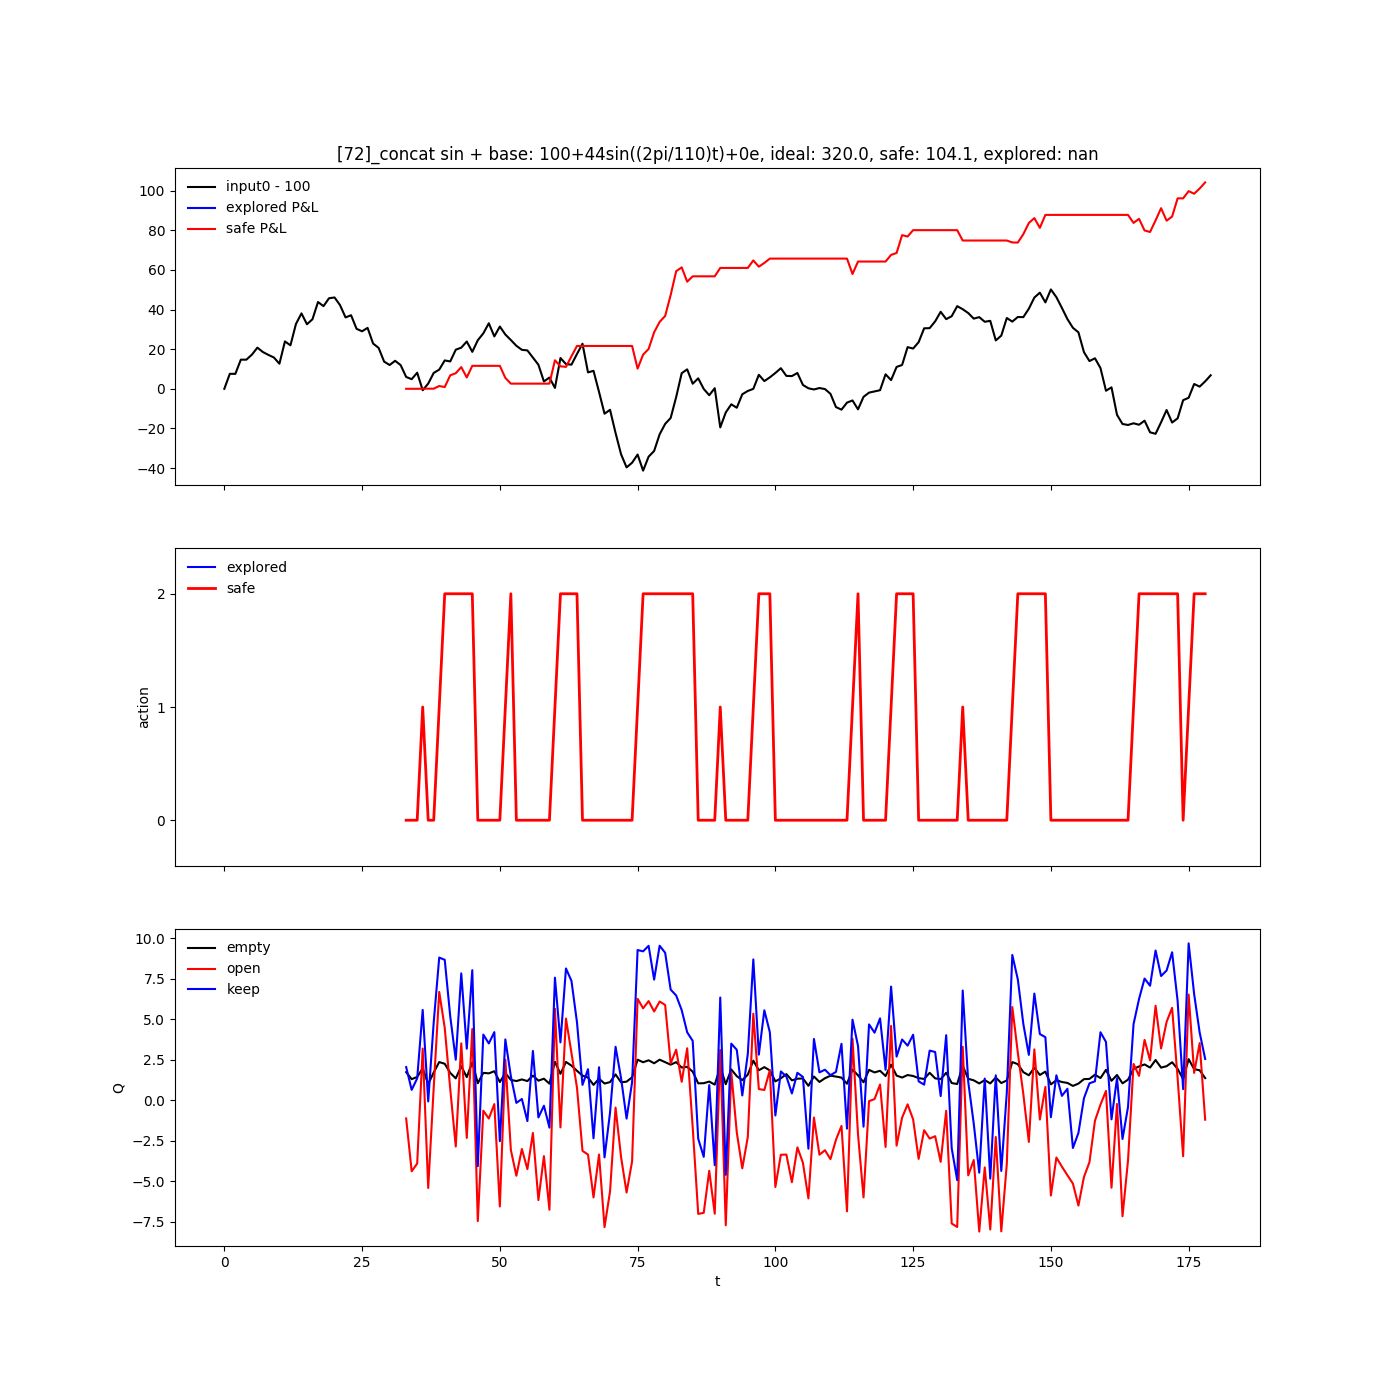 [72]_concat sin + base: 100+44sin((2pi/110)t)+0e, ideal: 320.0, safe: 104.1, explored: nan
input0 - 100
explored P&L
safe P&L
100
80
60
40
20
0
−20
−40
explored
safe
2
1
0
action
empty
open
keep
10.0
7.5
5.0
2.5
0.0
−2.5
−5.0
−7.5
Q
0 25 50 75 100 125 150 175
t